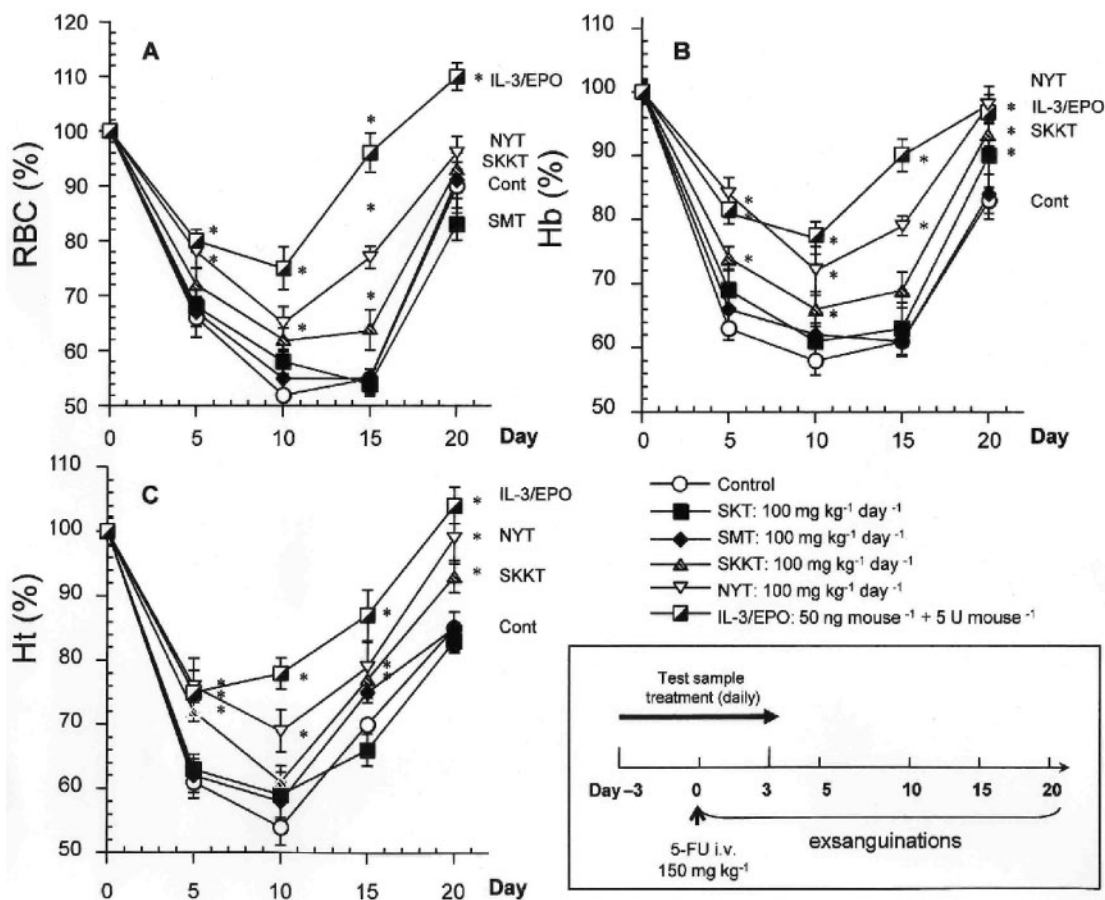 120
110
100
90
80
70
60
50
RBC (%)
A
* IL-3/EPO
NYT
SKKT
Cont
SMT
* * * * * * * *
0 5 10 15 20 Day
110
100
90
80
70
60
50
Hb (%)
B
NYT
* IL-3/EPO
* SKKT
*
Cont
* * * * * * * *
0 5 10 15 20 Day
110
100
90
80
70
60
50
Ht (%)
C
* IL-3/EPO
* NYT
* SKKT
Cont
* * * * * * * *
0 5 10 15 20 Day
Control
SKT: 100 mg kg⁻¹ day ⁻¹
SMT: 100 mg kg⁻¹ day ⁻¹
SKKT: 100 mg kg⁻¹ day ⁻¹
NYT: 100 mg kg⁻¹ day ⁻¹
IL-3/EPO: 50 ng mouse ⁻¹ + 5 U mouse ⁻¹
Test sample
treatment (daily)
Day –3 0 3 5 10 15 20
5-FU i.v.
150 mg kg⁻¹
exsanguinations